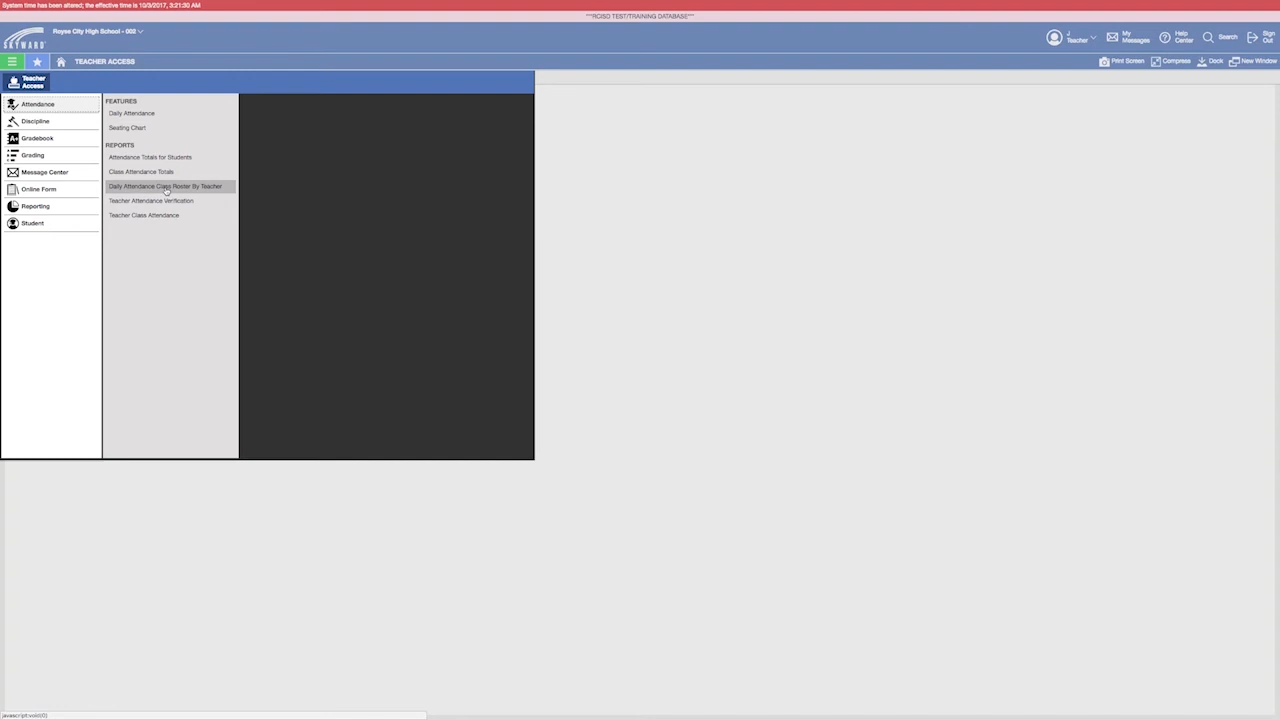 System time has been altered; the effective time is 10/3/2017, 3:21:30 AM
***RCISD TEST/TRAINING DATABASE***
SKYWARD
Royse City High School - 002
J Teacher
My Messages
Help Center
Search
Sign Out
TEACHER ACCESS
Print Screen
Compress
Dock
New Window
Teacher Access
Attendance
Discipline
Gradebook
Grading
Message Center
Online Form
Reporting
Student
FEATURES
Daily Attendance
Seating Chart
REPORTS
Attendance Totals for Students
Class Attendance Totals
Daily Attendance Class Roster By Teacher
Teacher Attendance Verification
Teacher Class Attendance
javascript:void(0)